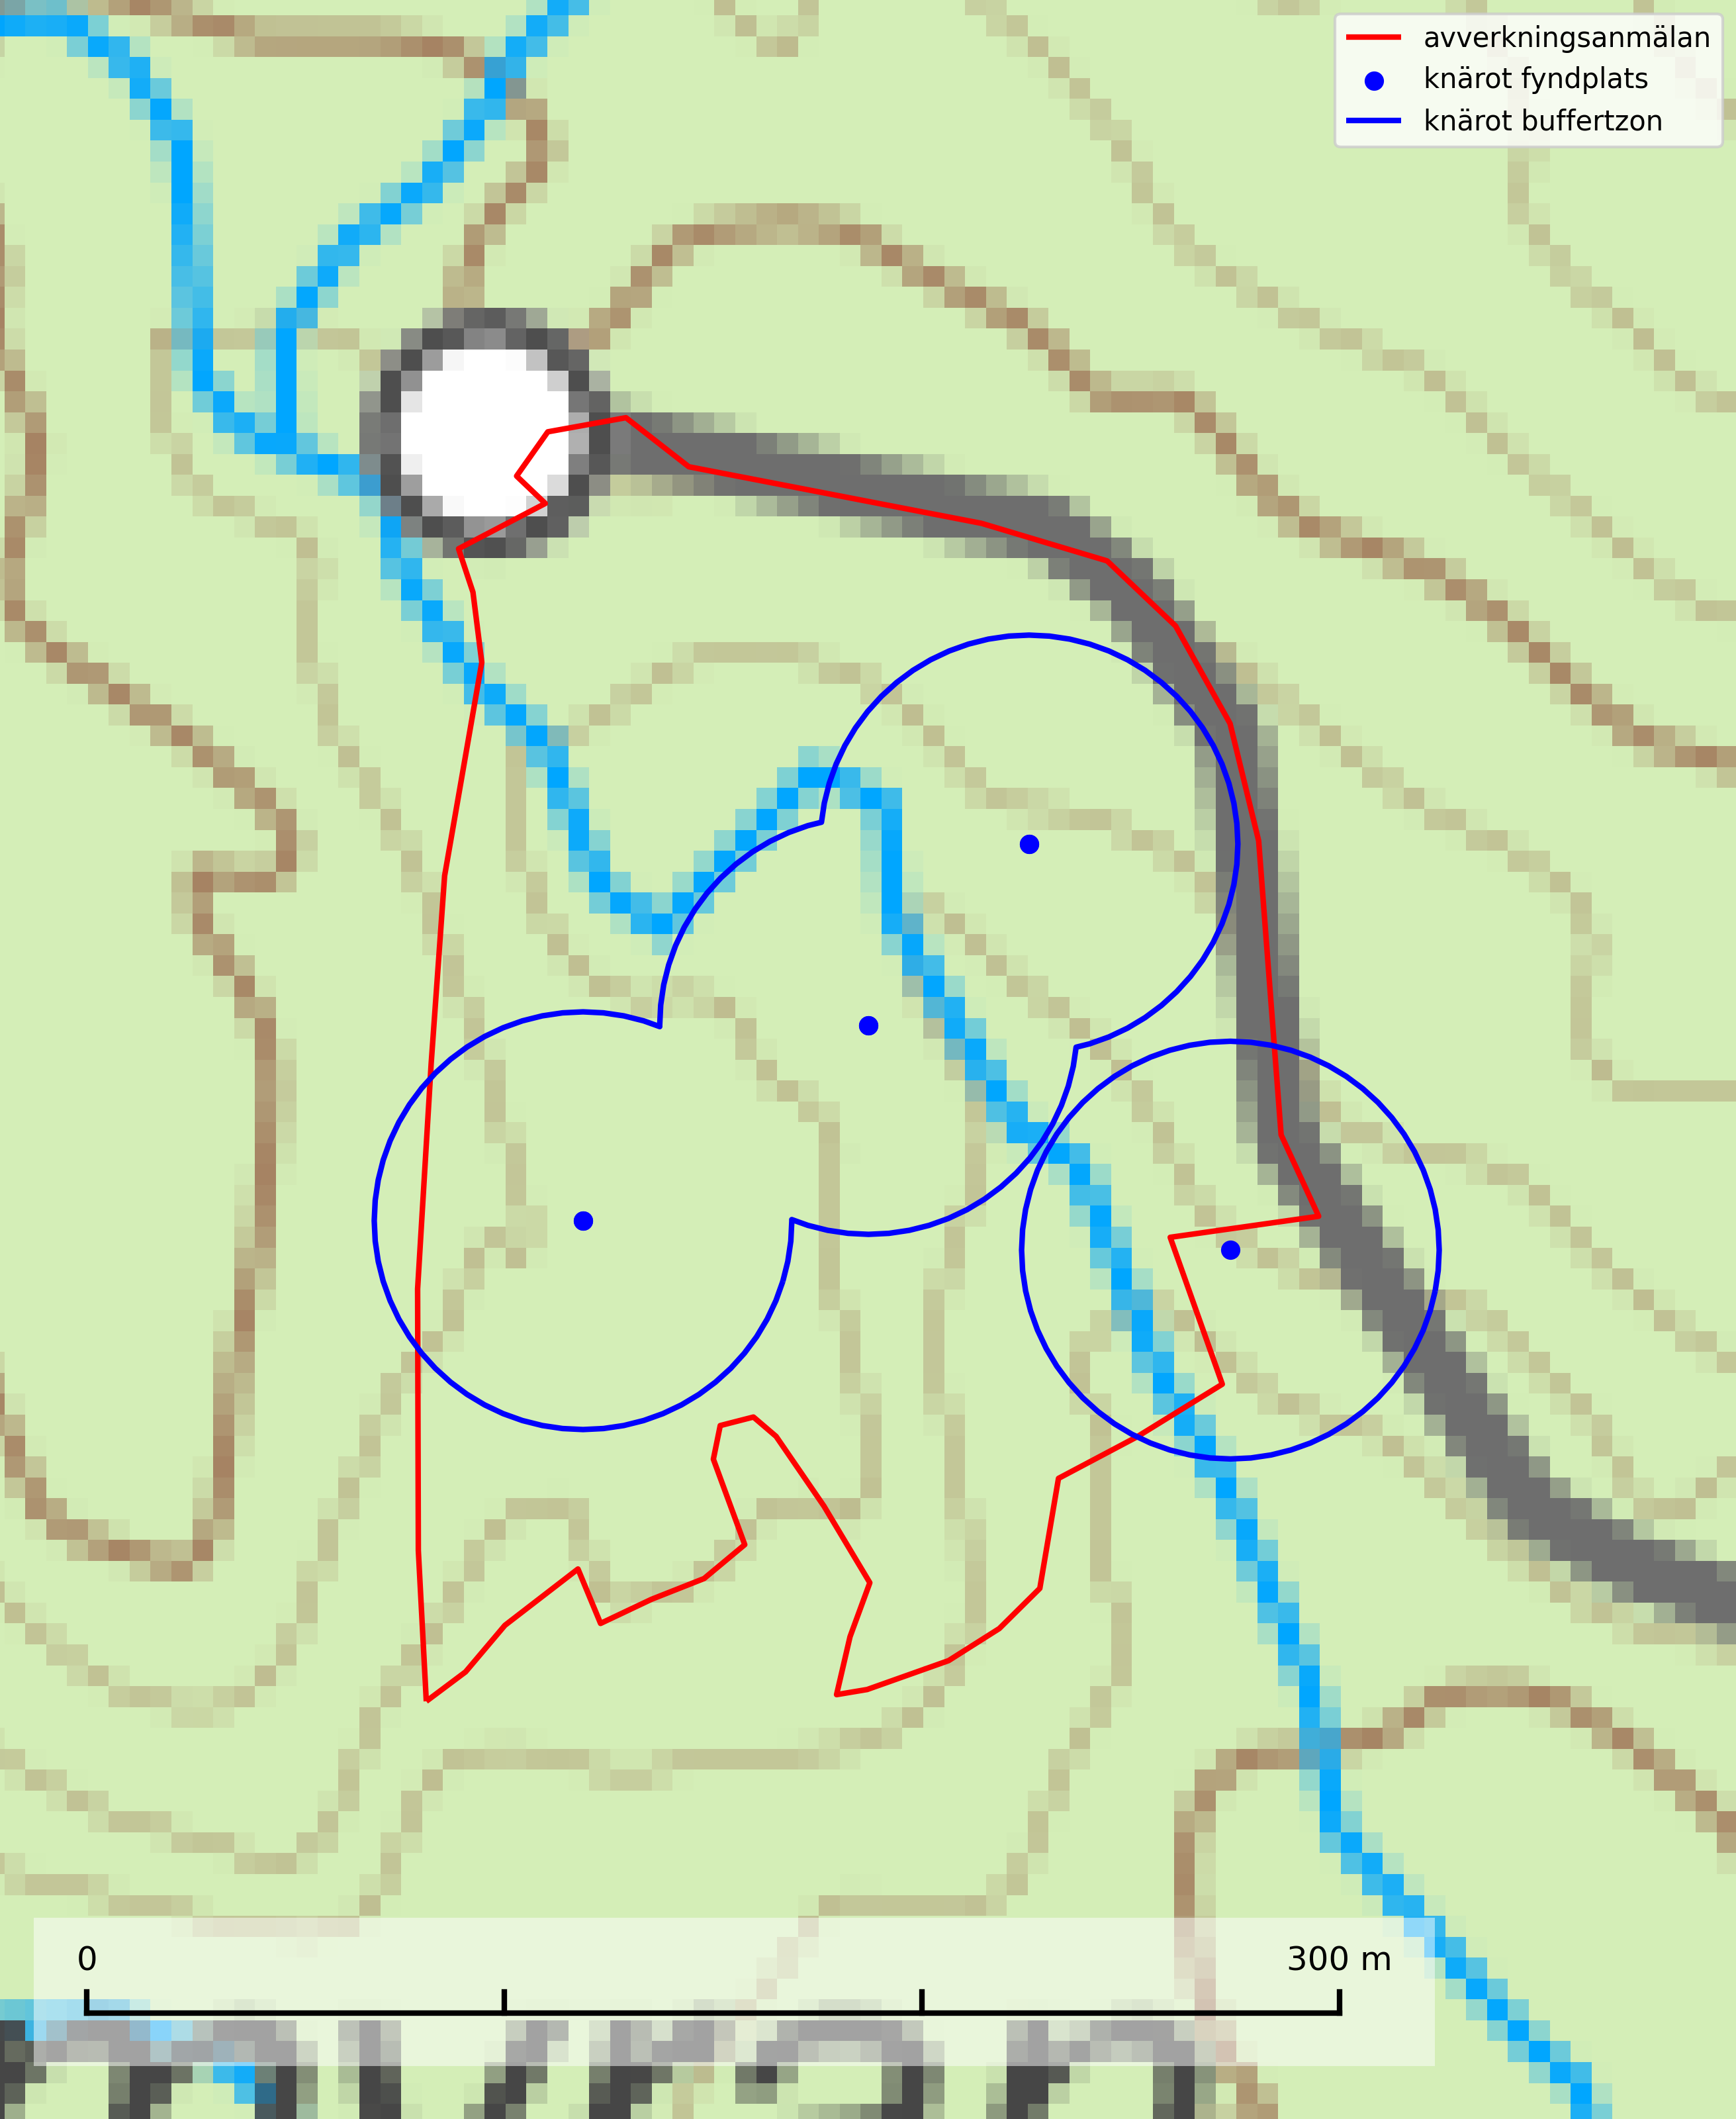 avverkningsanmälan
knärot fyndplats
knärot buffertzon
0
300 m